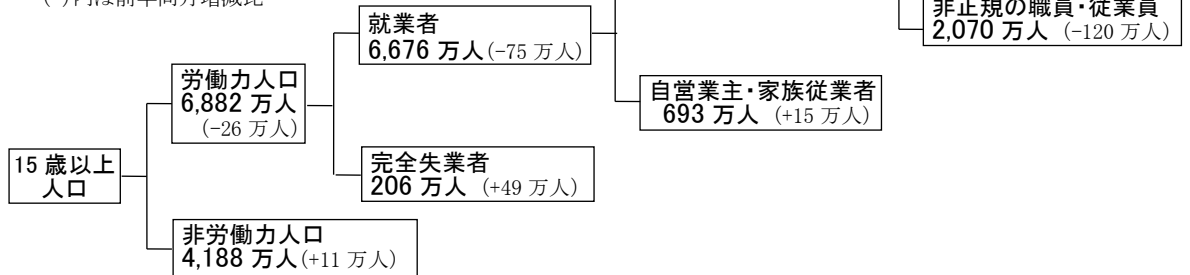 ( )内は前年同月増減比
非正規の職員・従業員
2,070 万人 (-120 万人)
就業者
6,676 万人(-75 万人)
労働力人口
6,882 万人
(-26 万人)
自営業主・家族従業者
693 万人 (+15 万人)
15 歳以上
人口
完全失業者
206 万人 (+49 万人)
非労働力人口
4,188 万人(+11 万人)